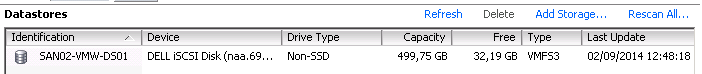 Datastores Refresh Delete Add Storage... Rescan All...
Identification Device Drive Type Capacity Free Type Last Update
SAN02-VMW-DS01 DELL iSCSI Disk (naa.69... Non-SSD 499,75 GB 32,19 GB VMFS3 02/09/2014 12:48:18